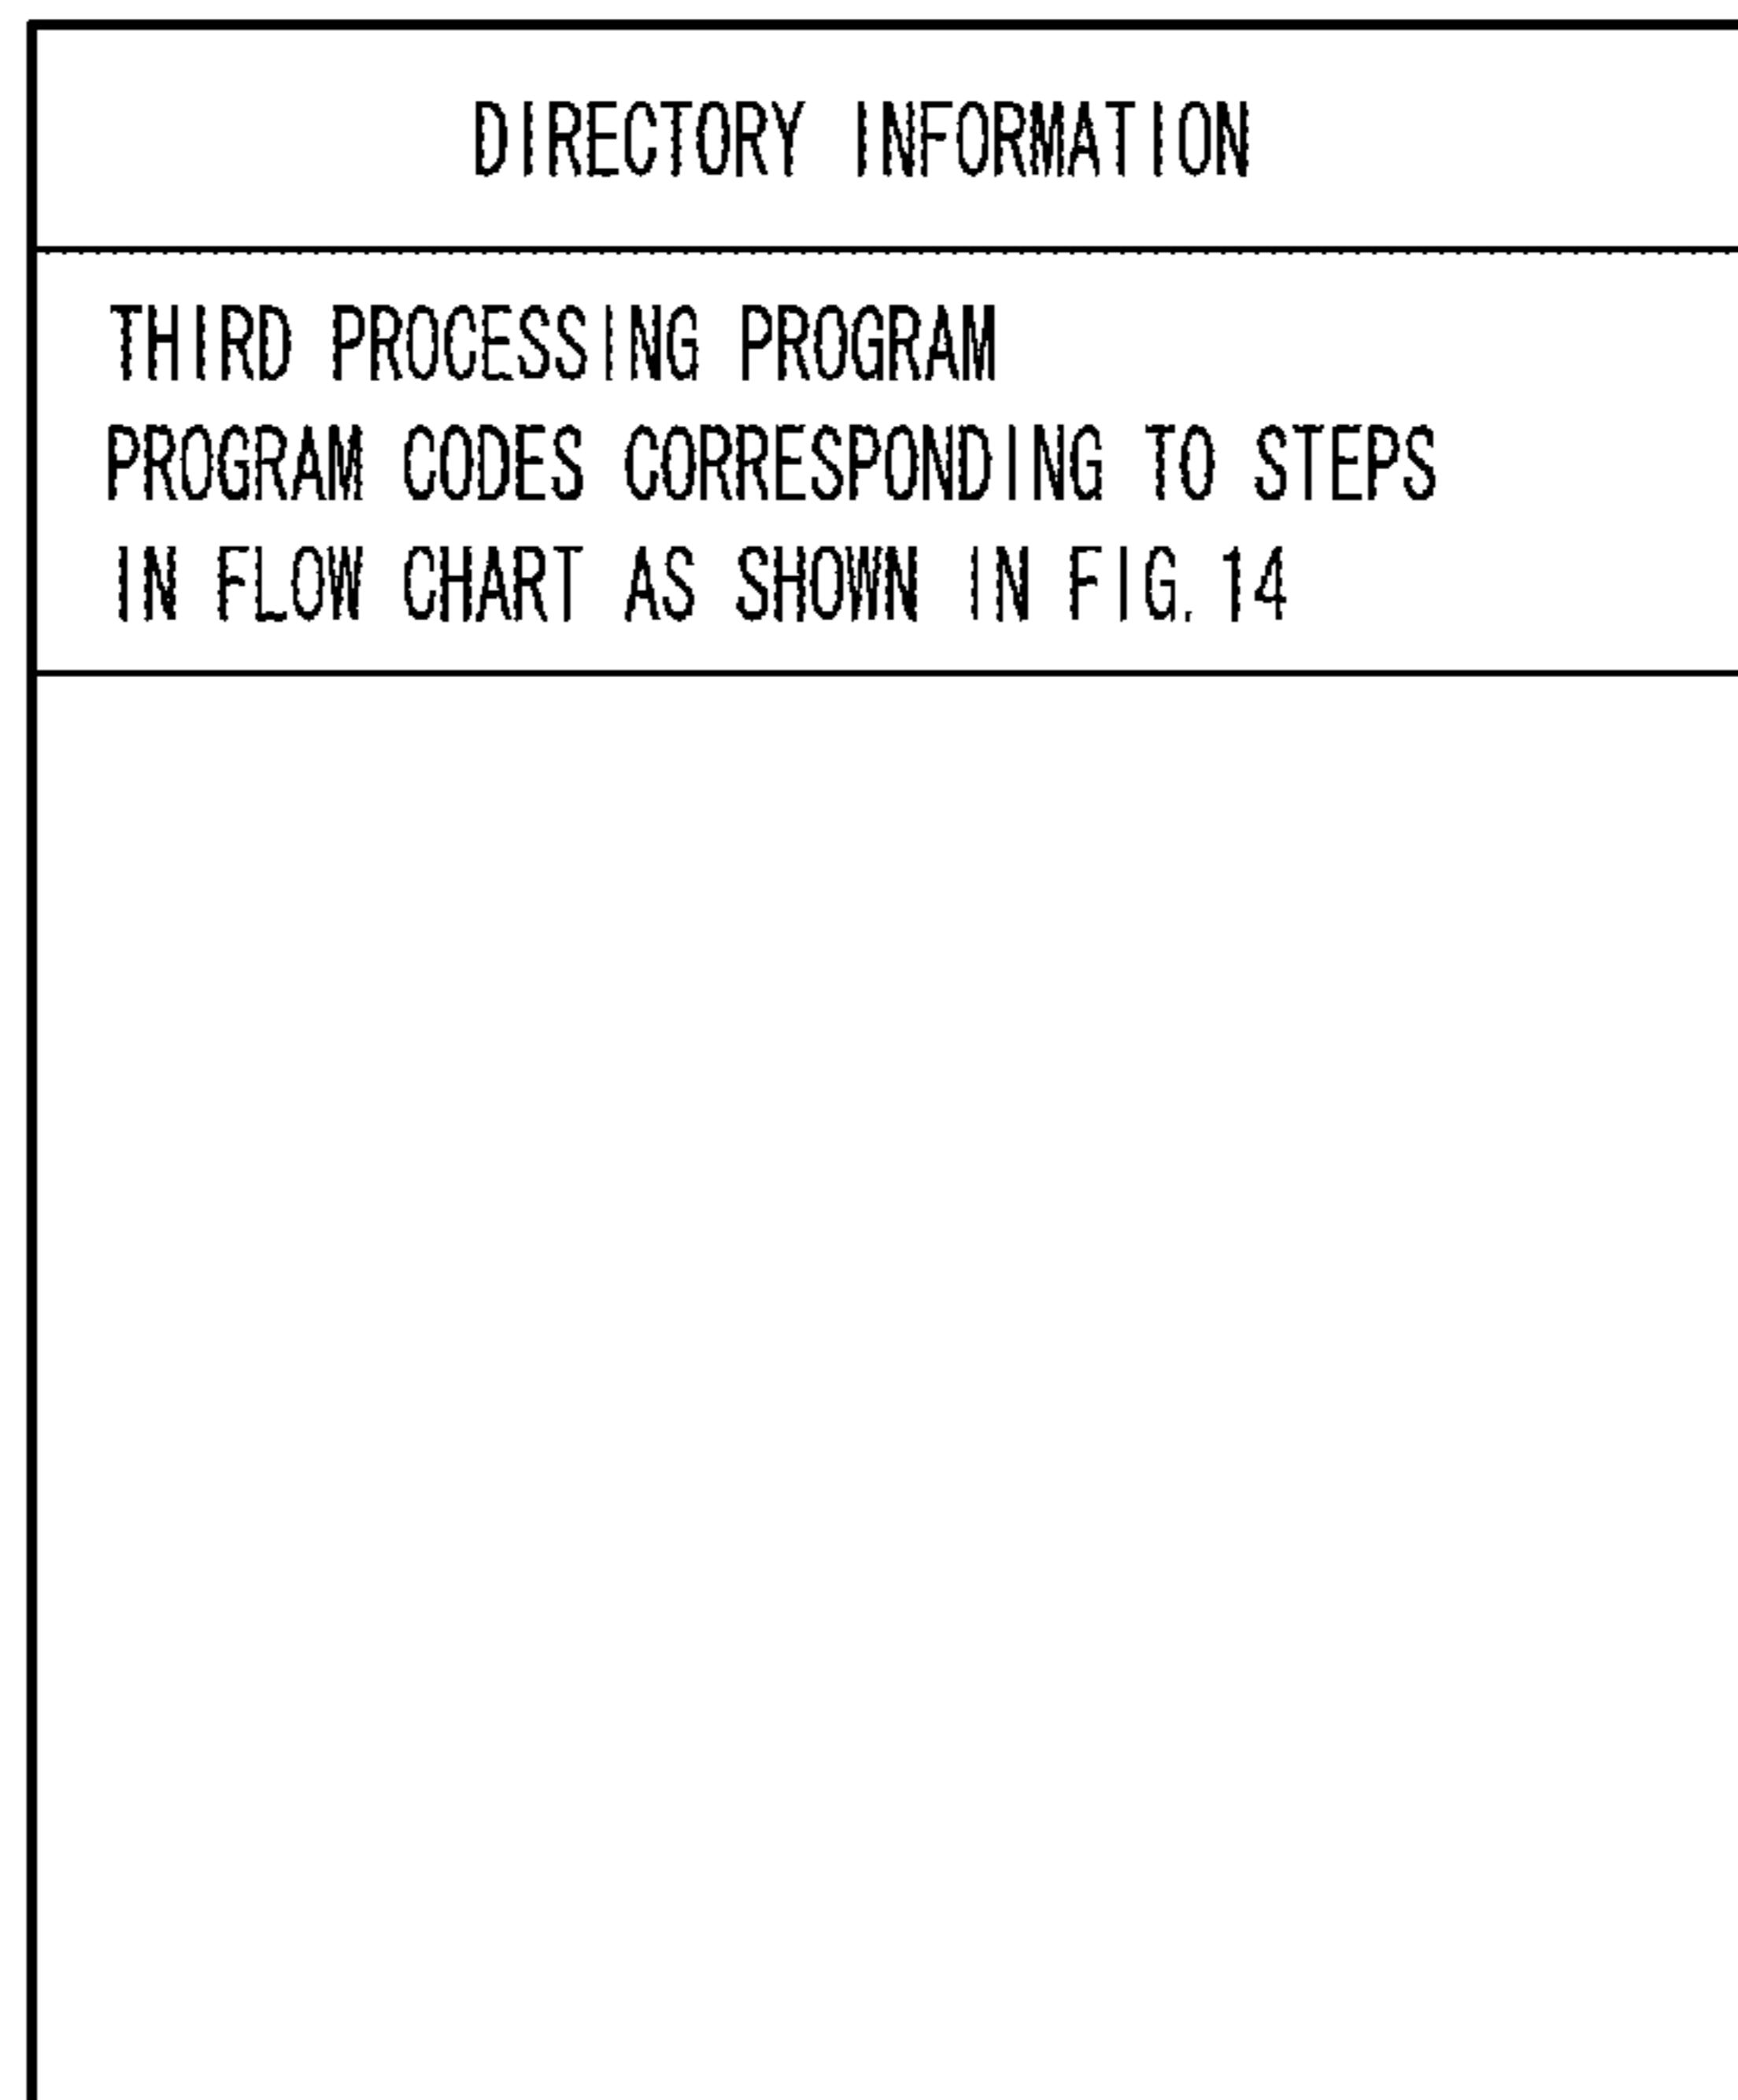 DIRECTORY INFORMATION
THIRD PROCESSING PROGRAM
PROGRAM CODES CORRESPONDING TO STEPS
IN FLOW CHART AS SHOWN IN FIG. 14